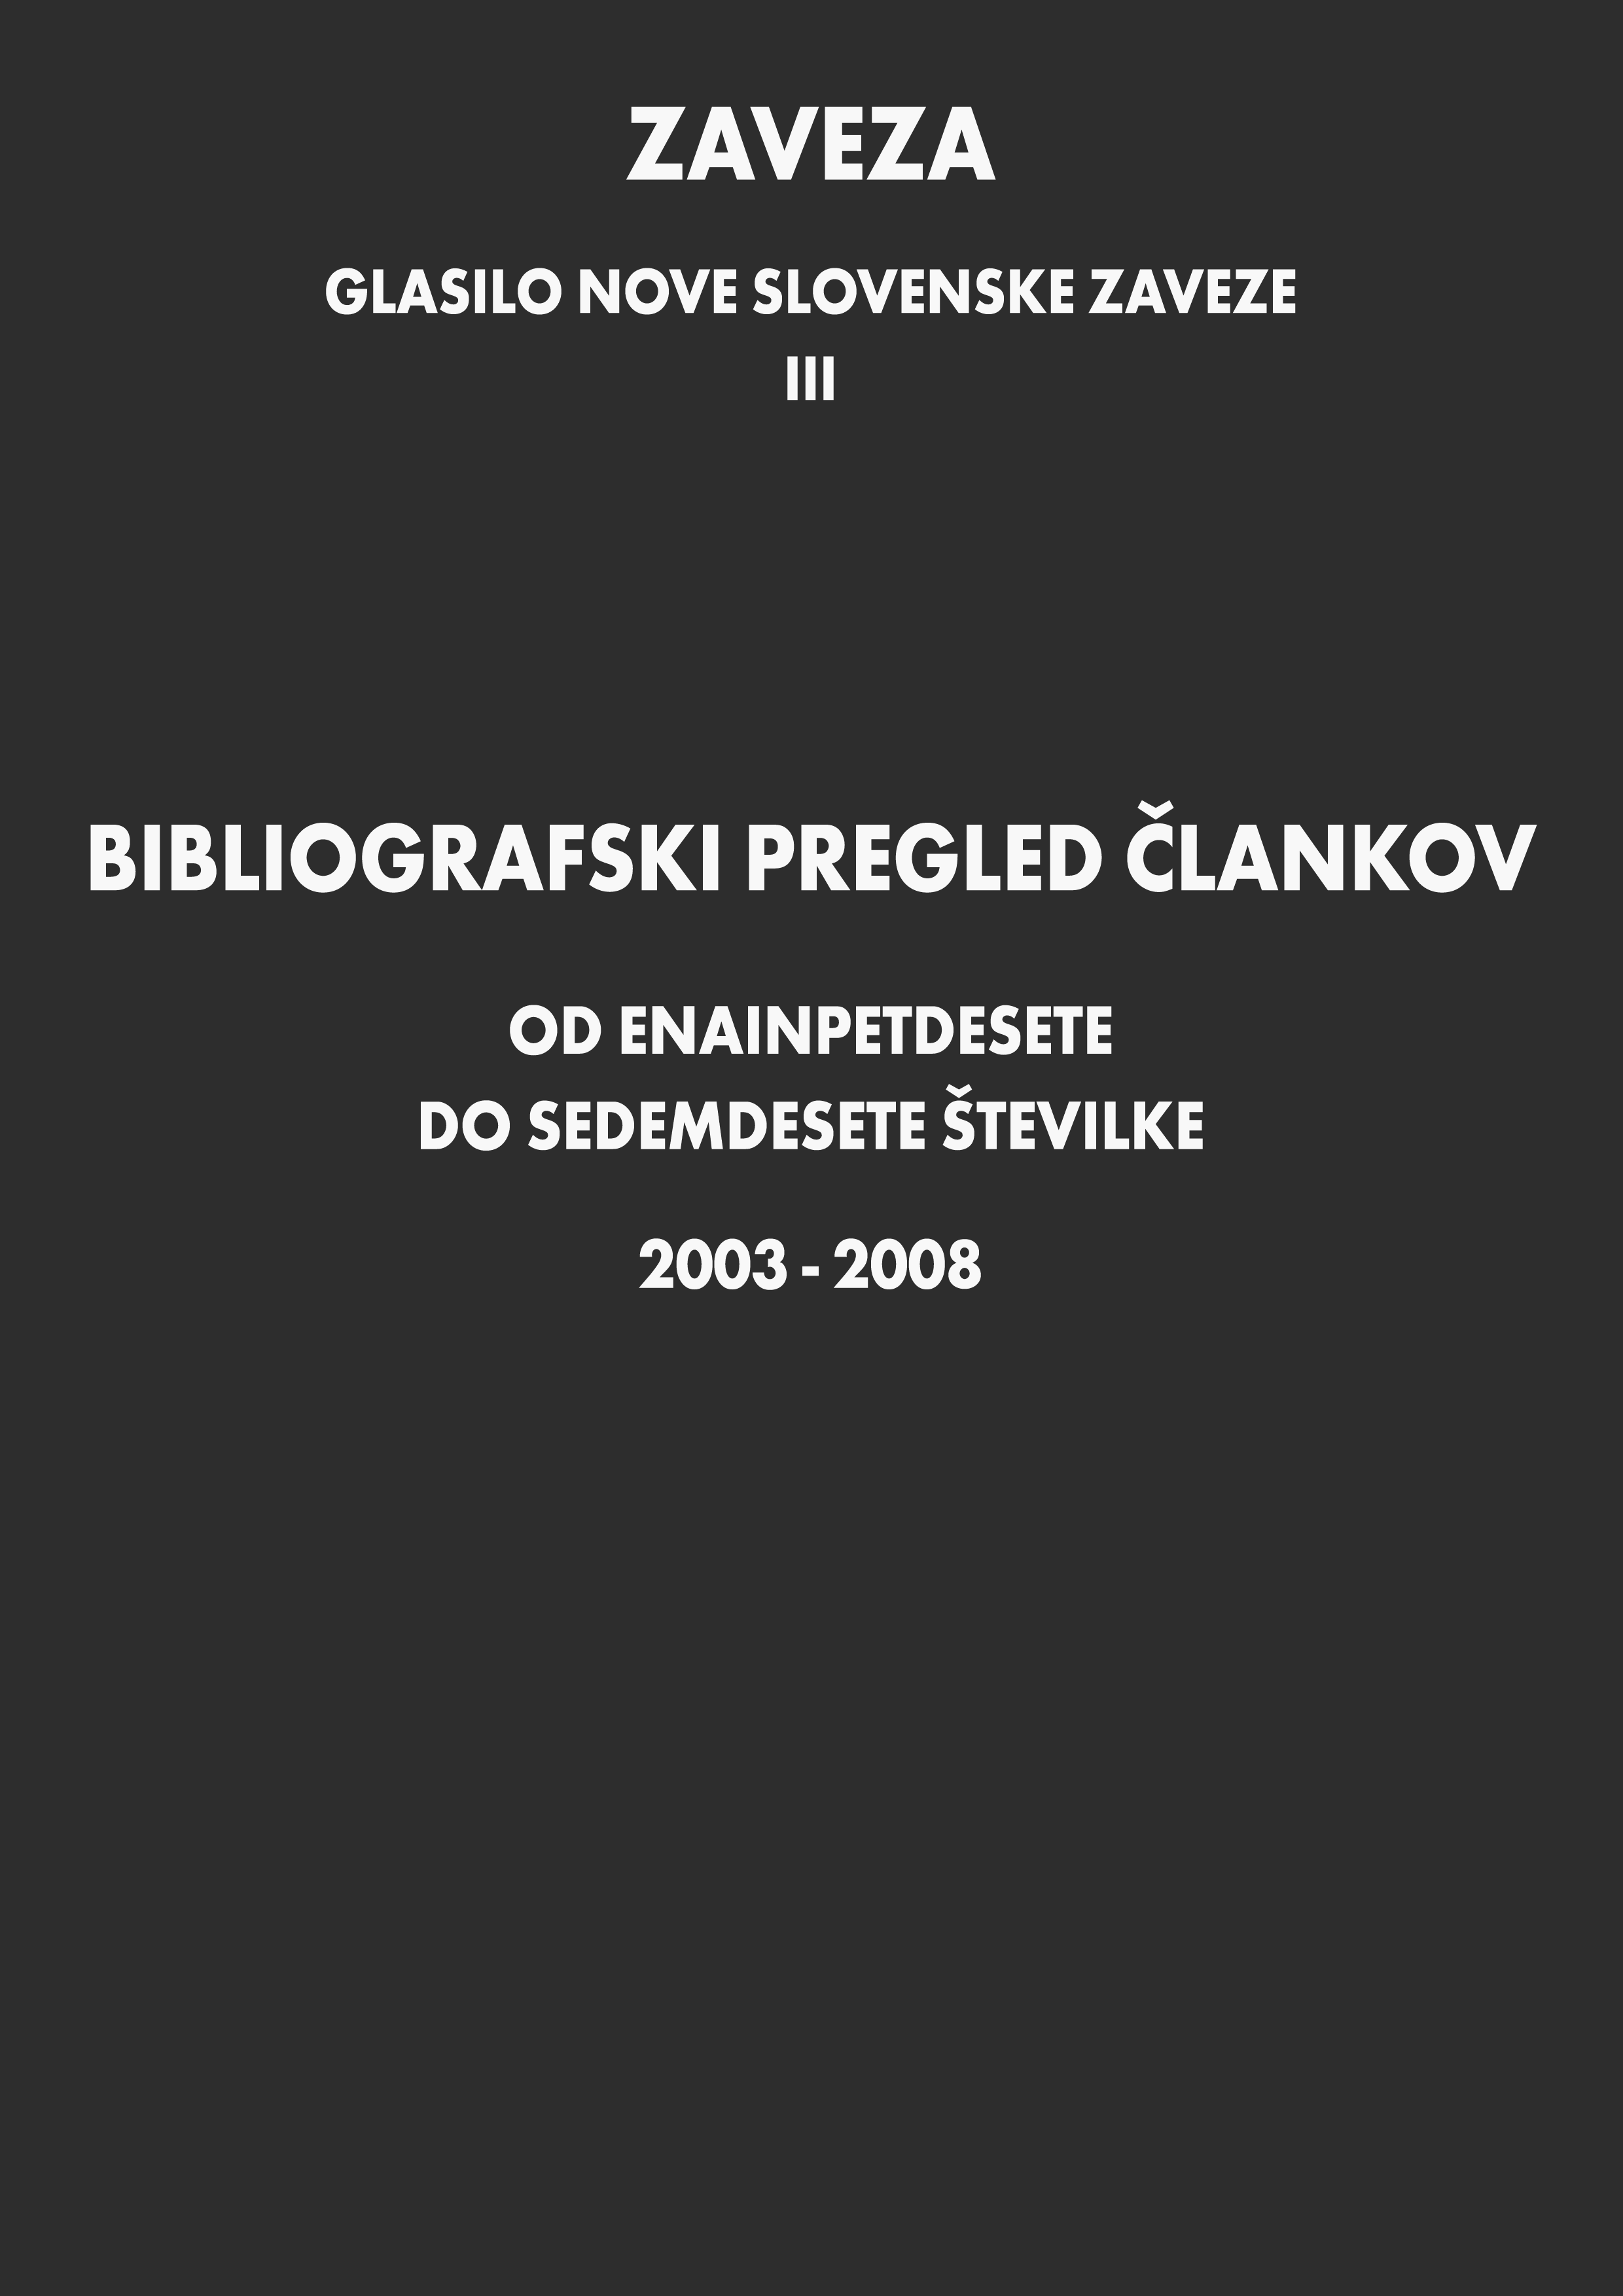 ZAVEZA
GLASILO NOVE SLOVENSKE ZAVEZE
III
BIBLIOGRAFSKI PREGLED ČLANKOV
OD ENAINPETDESETE
DO SEDEMDESETE ŠTEVILKE
2003 - 2008